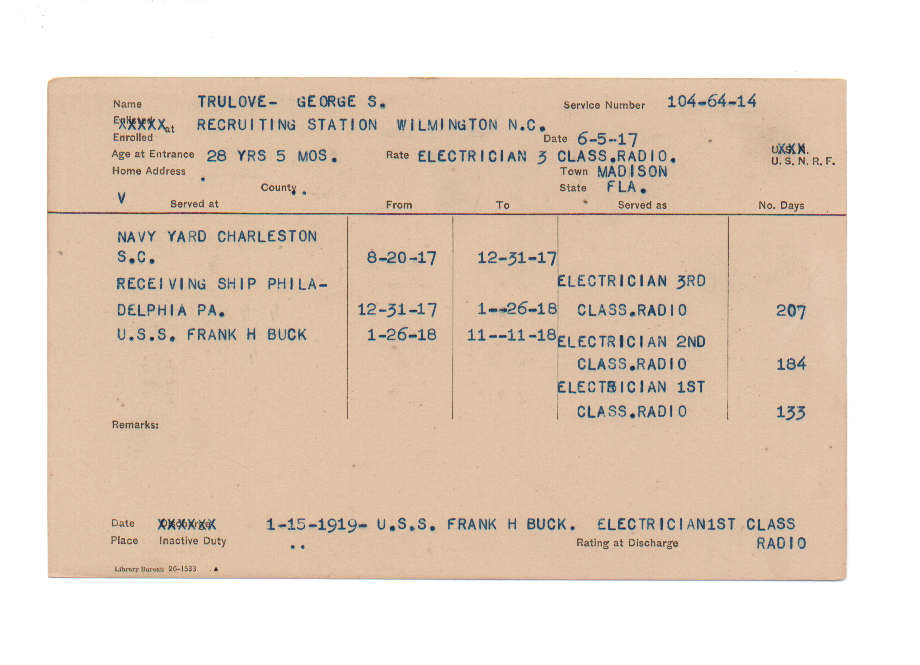 Name TRULOVE- GEORGE S. Service Number 104-64-14
Enlisted at RECRUITING STATION WILMINGTON N.C.
Enrolled Date 6-5-17
Age at Entrance 28 YRS 5 MOS. Rate ELECTRICIAN 3 CLASS.RADIO. U.S.N.
U. S. N. R. F.
Home Address Town MADISON
County State FLA.
V Served at From To Served as No. Days
NAVY YARD CHARLESTON
S.C. 8-20-17 12-31-17
RECEIVING SHIP PHILA- ELECTRICIAN 3RD
DELPHIA PA. 12-31-17 1--26-18 CLASS.RADIO 207
U.S.S. FRANK H BUCK 1-26-18 11--11-18 ELECTRICIAN 2ND
CLASS.RADIO 184
ELECTRICIAN 1ST
CLASS.RADIO 133
Remarks:
Date Discharge 1-15-1919- U.S.S. FRANK H BUCK. ELECTRICIAN1ST CLASS
Place Inactive Duty .. Rating at Discharge RADIO
Library Bureau 26-1533